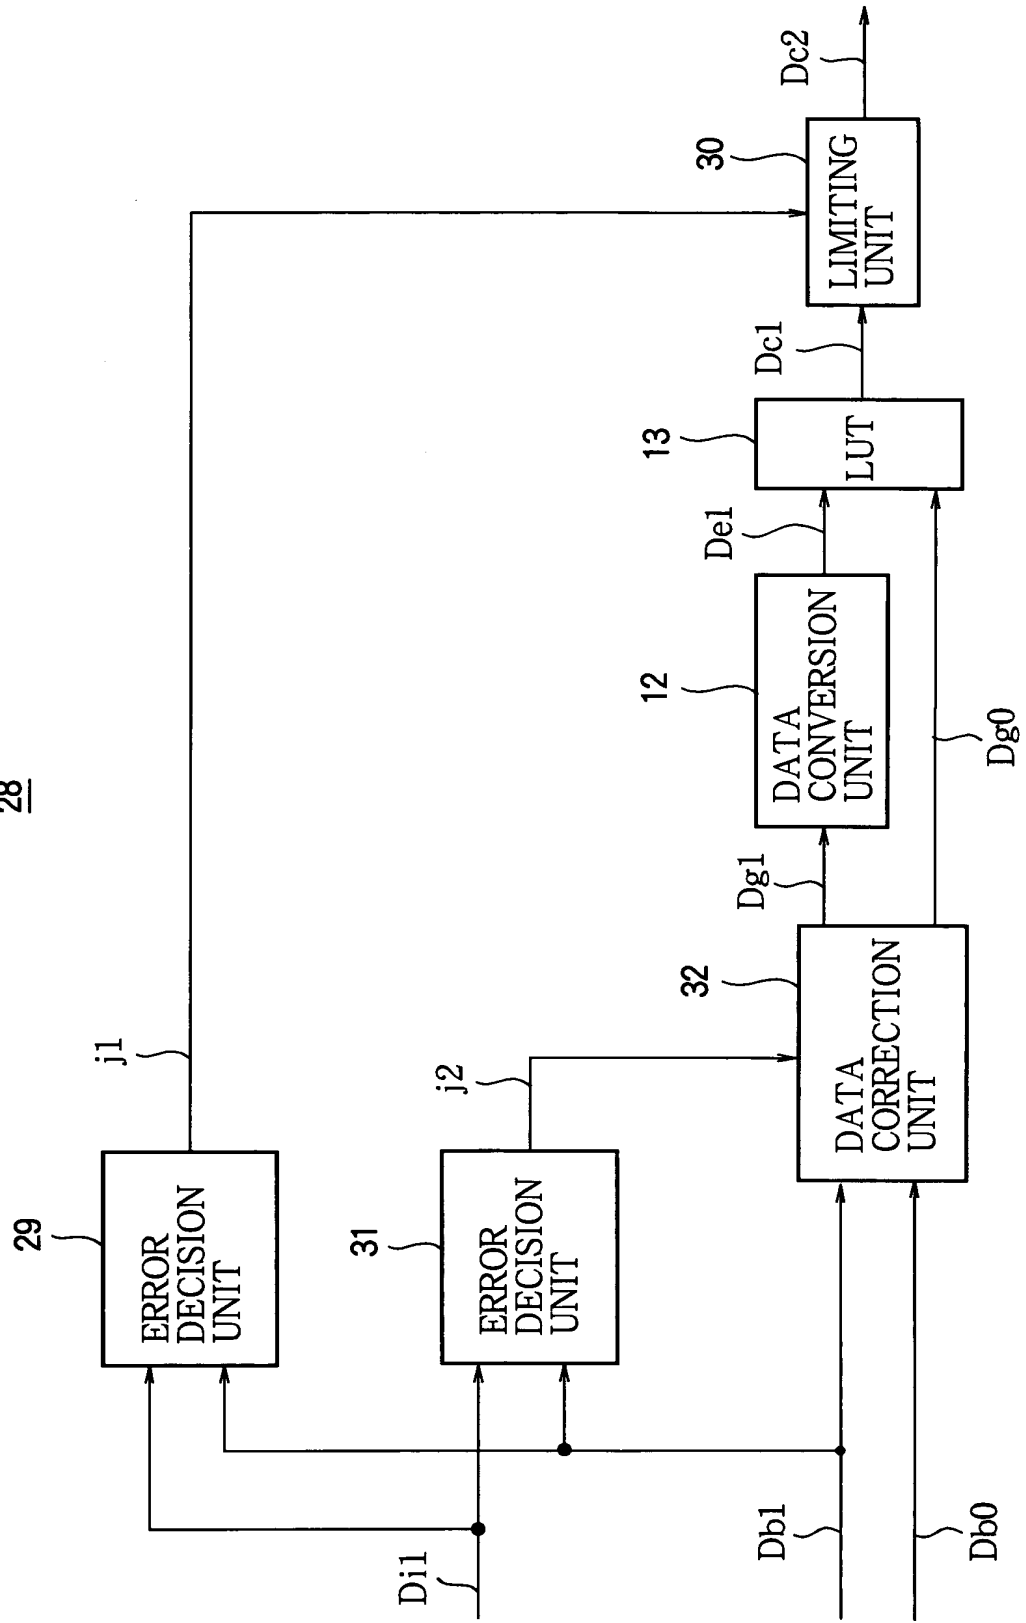 28
29
ERROR
DECISION
UNIT
j1
30
LIMITING
UNIT
Dc2
31
ERROR
DECISION
UNIT
j2
Di1
32
DATA
CORRECTION
UNIT
Dg1
12
DATA
CONVERSION
UNIT
De1
13
LUT
Dc1
Db1
Db0
Dg0